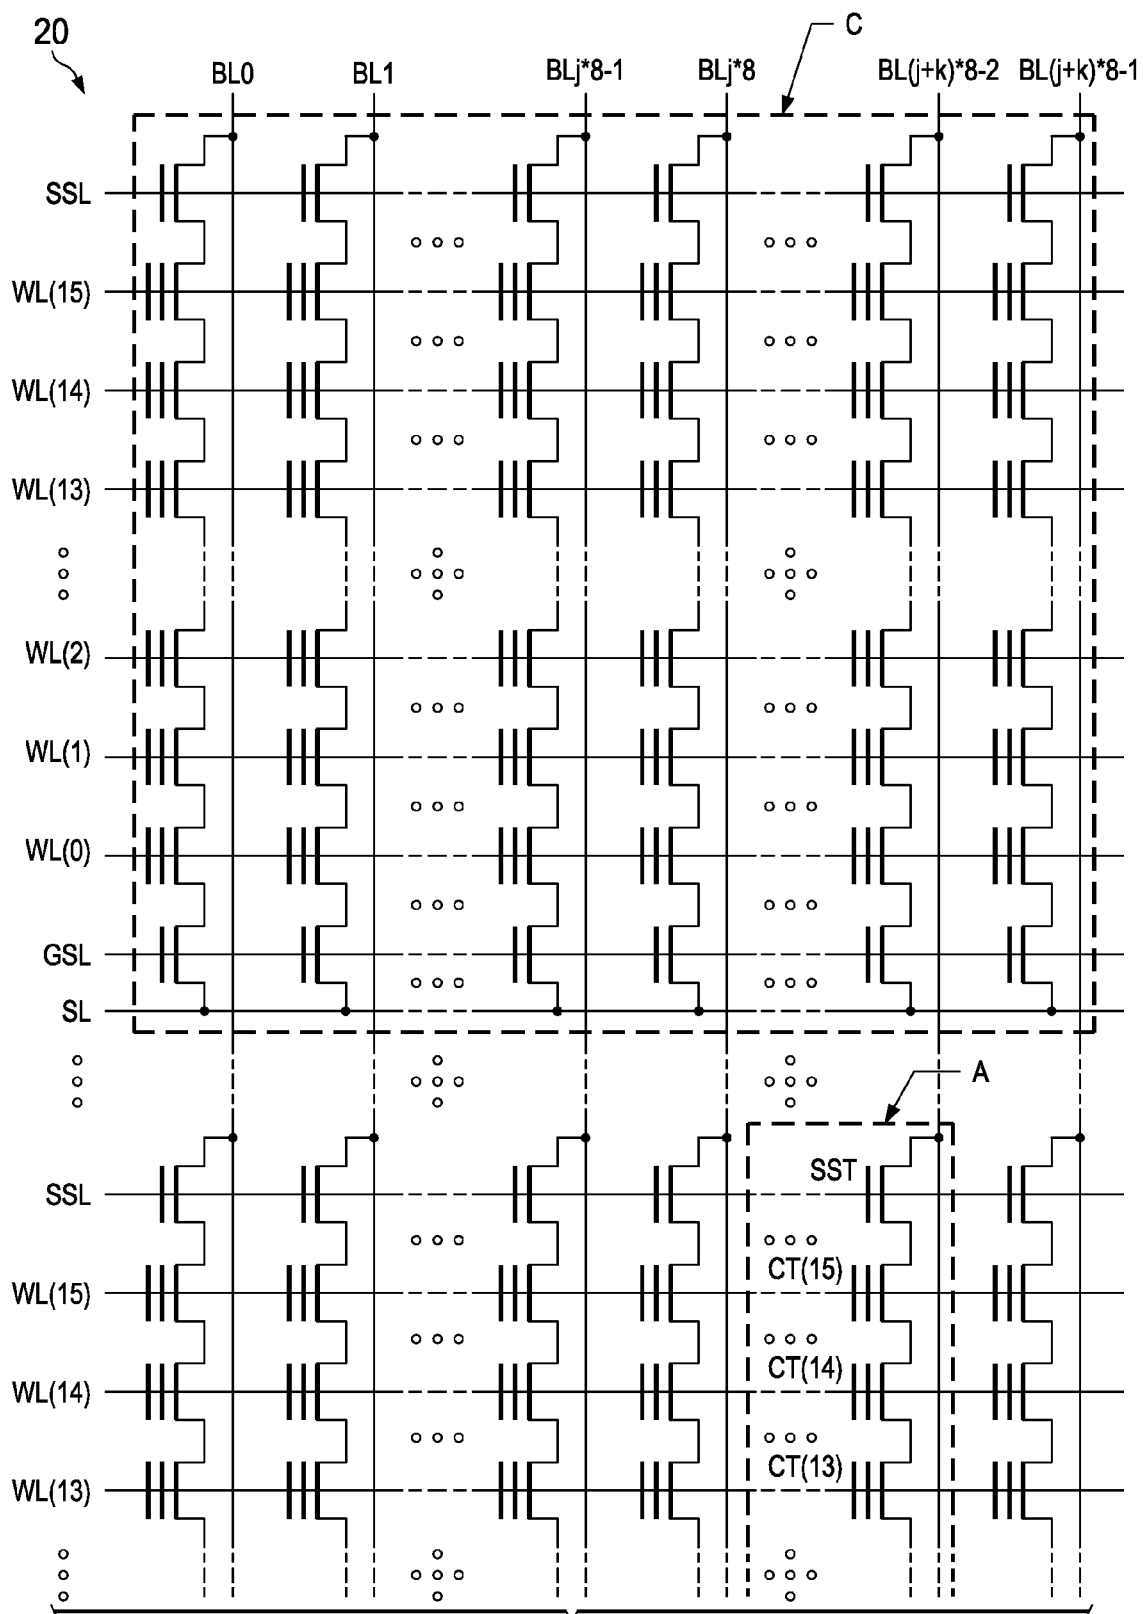 20
C
BL0 BL1 BLj*8-1 BLj*8 BL(j+k)*8-2 BL(j+k)*8-1
SSL
WL(15)
WL(14)
WL(13)
WL(2)
WL(1)
WL(0)
GSL
SL
A
SSL SST
WL(15) CT(15)
WL(14) CT(14)
WL(13) CT(13)